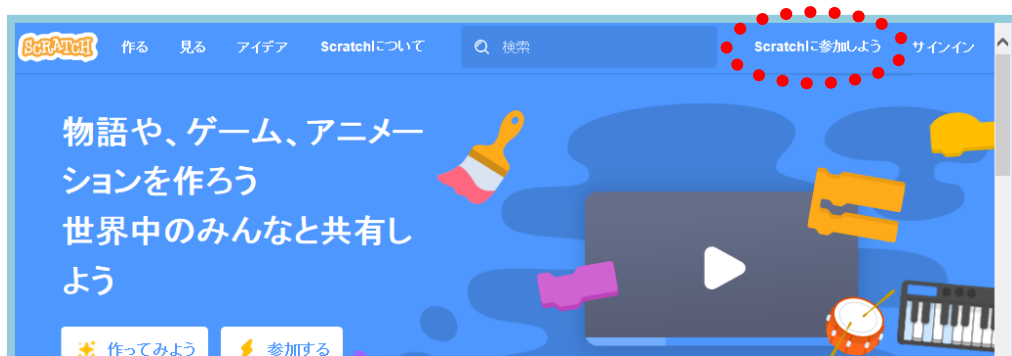 SCRATCH 作る 見る アイデア Scratchについて 検索 Scratchに参加しよう サインイン
物語や、ゲーム、アニメー
ションを作ろう
世界中のみんなと共有し
よう
作ってみよう 参加する